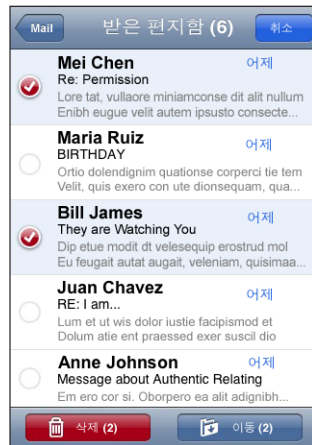 Mail
받은 편지함 (6)
취소
Mei Chen
어제
Re: Permission
Lore tat, vullaore miniamconse dit alit nullum
Enibh eugue velit autem ipsusto consecte...
Maria Ruiz
어제
BIRTHDAY
Ortio dolendignim quationse corperci tie tem
Velit, quis exero con ute dionsequam, qua...
Bill James
어제
They are Watching You
Dip etue modit dt velesequip erostrud mol
Eu feugait autat augait, veleniam, quisimaa...
Juan Chavez
어제
RE: I am...
Lum et ut wis dolor iustie facipismod et
Dolum atie ent praessed exer suscil dio
Anne Johnson
어제
Message about Authentic Relating
Em ero cor si. Oborpero ea alit adignibh...
삭제 (2)
이동 (2)